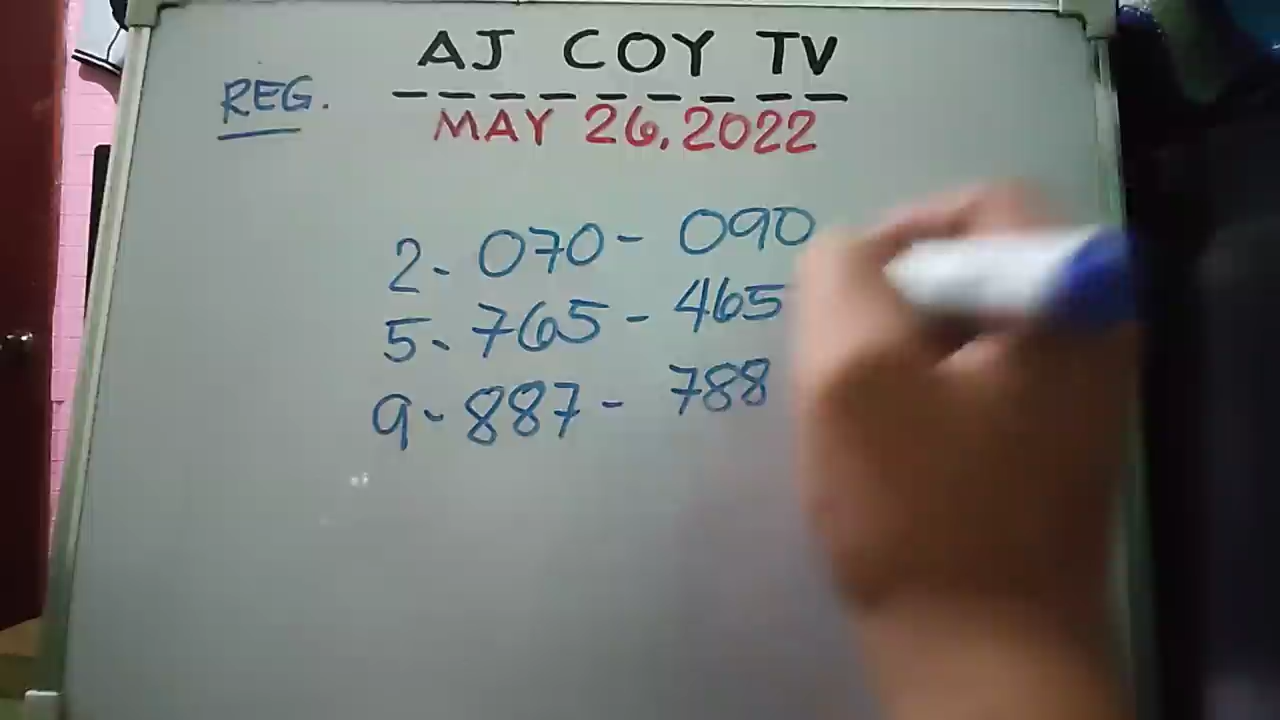 AJ COY TV
REG.
MAY 26, 2022
2- 070 - 090
5- 765 - 465
9- 887 - 788